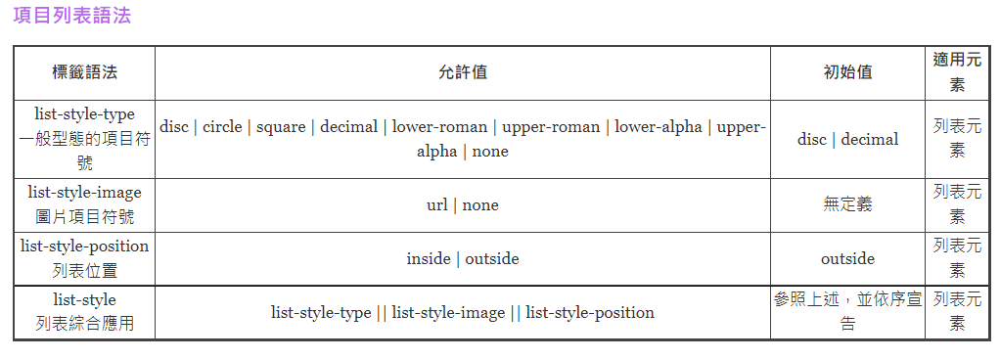 項目列表語法
標籤語法
允許值
初始值
適用元
素
list-style-type
一般型態的項目符
號
disc | circle | square | decimal | lower-roman | upper-roman | lower-alpha | upper-
alpha | none
disc | decimal
列表元
素
list-style-image
圖片項目符號
url | none
無定義
列表元
素
list-style-position
列表位置
inside | outside
outside
列表元
素
list-style
列表綜合應用
list-style-type || list-style-image || list-style-position
參照上述，並依序宣
告
列表元
素